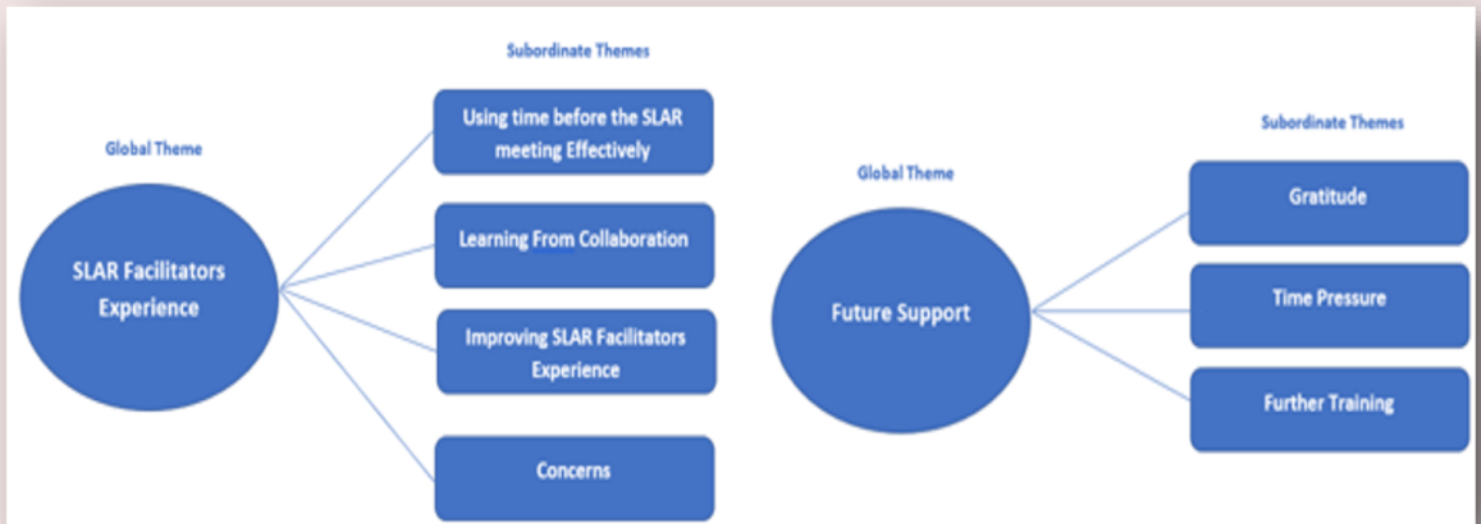 Subordinate Themes
Global Theme
SLAR Facilitators
Experience
Using time before the SLAR
meeting Effectively
Learning From Collaboration
Improving SLAR Facilitators
Experience
Concerns
Subordinate Themes
Global Theme
Future Support
Gratitude
Time Pressure
Further Training